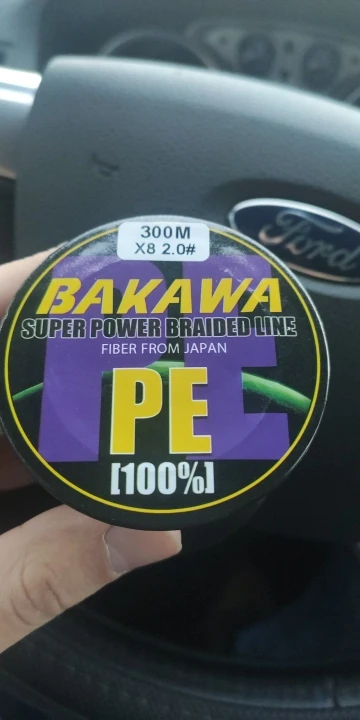 300M
X8 2.0#
BAKAWA
SUPER POWER BRAIDED LINE
FIBER FROM JAPAN
PE
[100%]
Ford